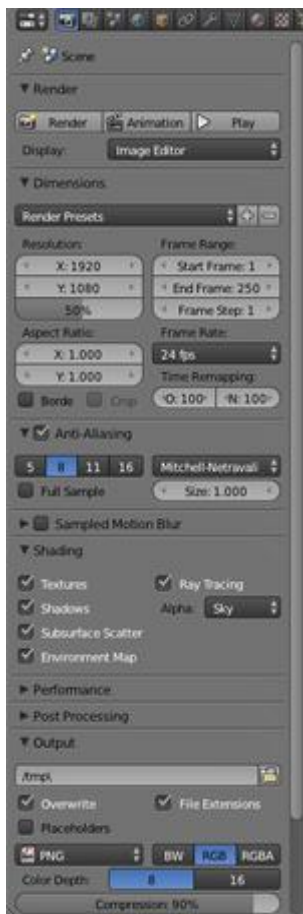 Scene
Render
Render Animation Play
Display: Image Editor
Dimensions
Render Presets
Resolution: Frame Range:
X: 1920 Start Frame: 1
Y: 1080 End Frame: 250
50% Frame Step: 1
Aspect Ratio: Frame Rate:
X: 1.000 24 fps
Y: 1.000 Time Remapping:
Borde Crop O: 100 N: 100
Anti-Aliasing
5 8 11 16 Mitchell-Netravali
Full Sample Size: 1.000
Sampled Motion Blur
Shading
Textures Ray Tracing
Shadows Alpha: Sky
Subsurface Scatter
Environment Map
Performance
Post Processing
Output
/tmp\
Overwrite File Extensions
Placeholders
PNG BW RGB RGBA
Color Depth: 8 16
Compression: 90%